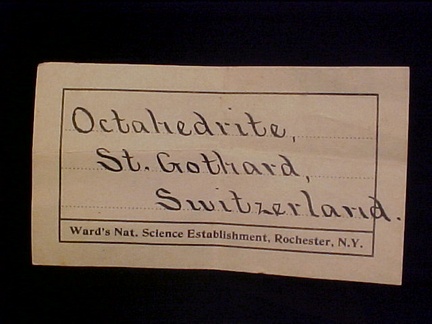 Octahedrite,
St. Gothard,
Switzerland.
Ward's Nat. Science Establishment, Rochester, N.Y.